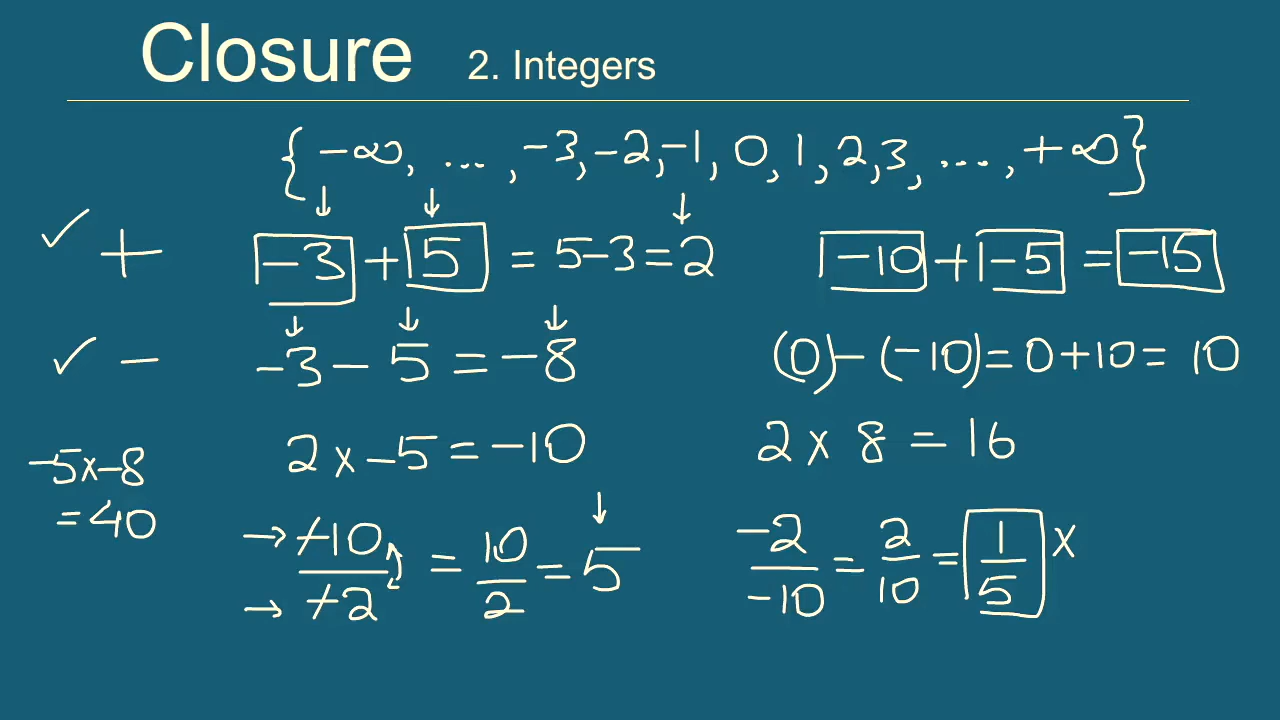 Closure 2. Integers
{-∞, ... , -3, -2, -1, 0, 1, 2, 3, ... , +∞}
✓ + -3 + 5 = 5-3 = 2 -10 + -5 = -15
✓ - -3 - 5 = -8 (0) - (-10) = 0 + 10 = 10
2 x -5 = -10 2 x 8 = 16
-5x-8
= 40
→ -10 / → -2 = 10/2 = 5 -2/-10 = 2/10 = 1/5 x